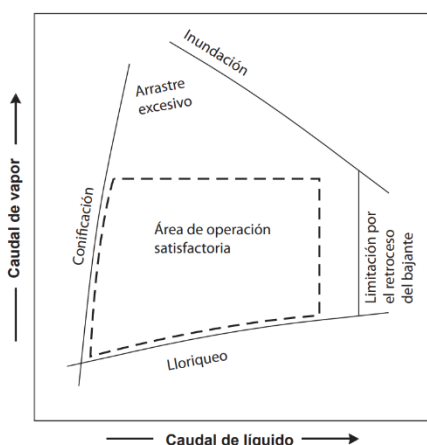 Inundación
Arrastre
excesivo
Conificación
Área de operación
satisfactoria
Limitación por
el retroceso
del bajante
Lloriqueo
Caudal de vapor
Caudal de líguido